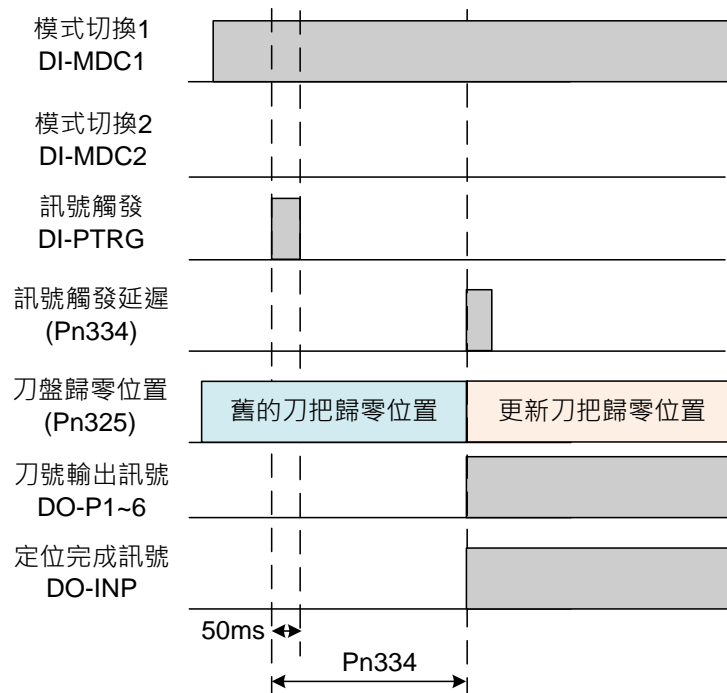 模式切換1
DI-MDC1
模式切換2
DI-MDC2
訊號觸發
DI-PTRG
訊號觸發延遲
(Pn334)
刀盤歸零位置
(Pn325)
舊的刀把歸零位置
更新刀把歸零位置
刀號輸出訊號
DO-P1~6
定位完成訊號
DO-INP
50ms
Pn334